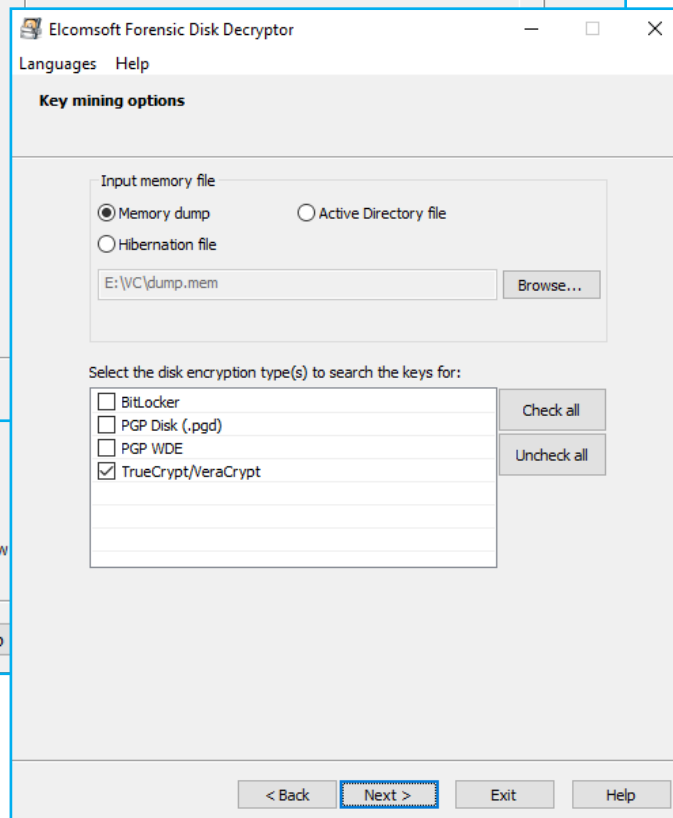 Elcomsoft Forensic Disk Decryptor
Languages Help
Key mining options
Input memory file
Memory dump Active Directory file
Hibernation file
E:\VC\dump.mem Browse...
Select the disk encryption type(s) to search the keys for:
BitLocker
PGP Disk (.pgd)
PGP WDE
TrueCrypt/VeraCrypt
Check all
Uncheck all
< Back Next > Exit Help